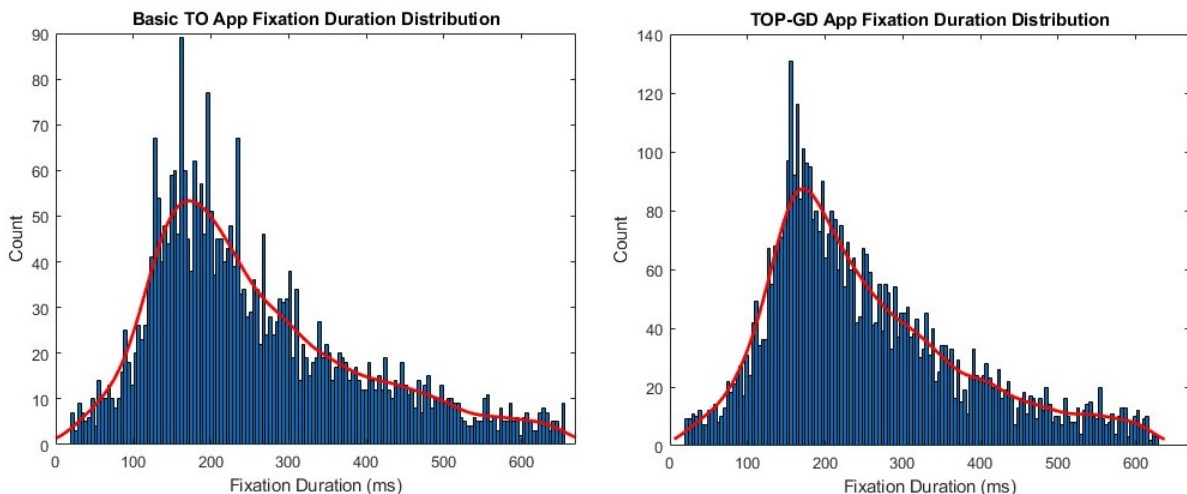 Basic TO App Fixation Duration Distribution
90
80
70
60
50
40
30
20
10
0
Count
0 100 200 300 400 500 600
Fixation Duration (ms)
TOP-GD App Fixation Duration Distribution
140
120
100
80
60
40
20
0
Count
0 100 200 300 400 500 600
Fixation Duration (ms)